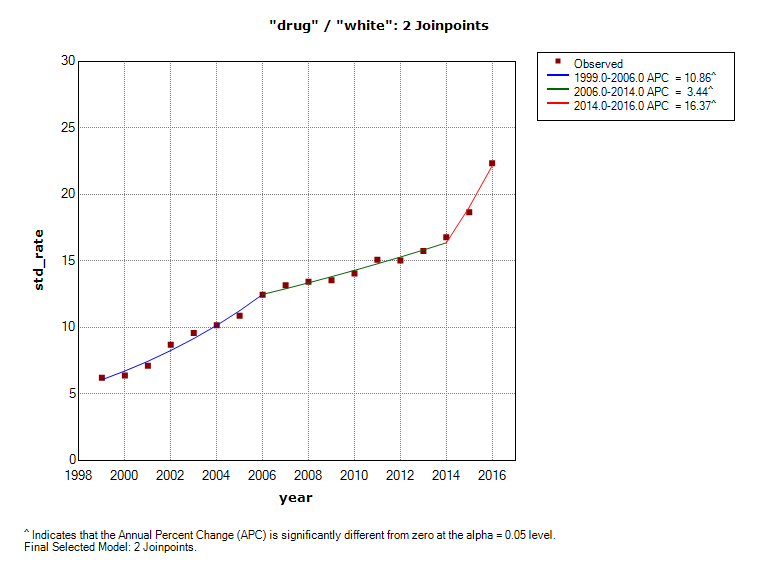 "drug" / "white": 2 Joinpoints
Observed
1999.0-2006.0 APC = 10.86^
2006.0-2014.0 APC = 3.44^
2014.0-2016.0 APC = 16.37^
30
25
20
15
10
5
0
std_rate
1998 2000 2002 2004 2006 2008 2010 2012 2014 2016
year
^ Indicates that the Annual Percent Change (APC) is significantly different from zero at the alpha = 0.05 level.
Final Selected Model: 2 Joinpoints.